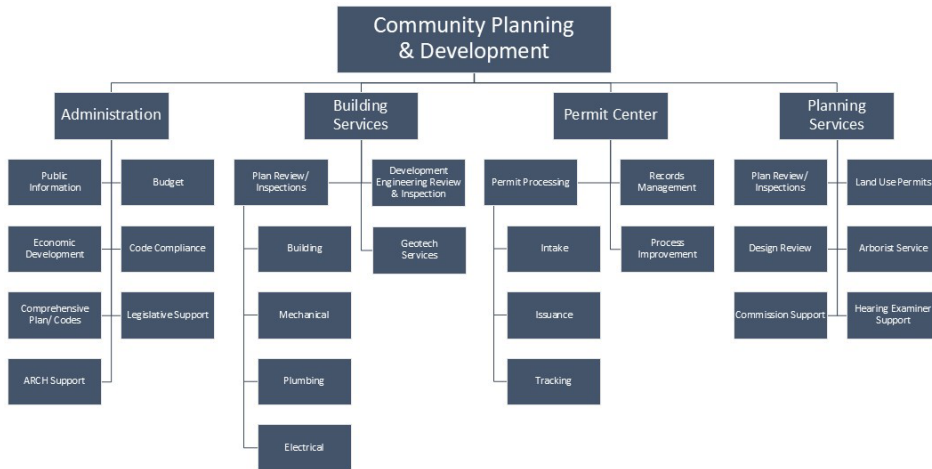 Community Planning
& Development
Administration
Building
Services
Permit Center
Planning
Services
Public
Information
Budget
Economic
Development
Code Compliance
Comprehensive
Plan/ Codes
Legislative Support
ARCH Support
Plan Review/
Inspections
Development
Engineering Review
& Inspection
Building
Geotech
Services
Mechanical
Plumbing
Electrical
Permit Processing
Records
Management
Intake
Process
Improvement
Issuance
Tracking
Plan Review/
Inspections
Land Use Permits
Design Review
Arborist Service
Commission Support
Hearing Examiner
Support